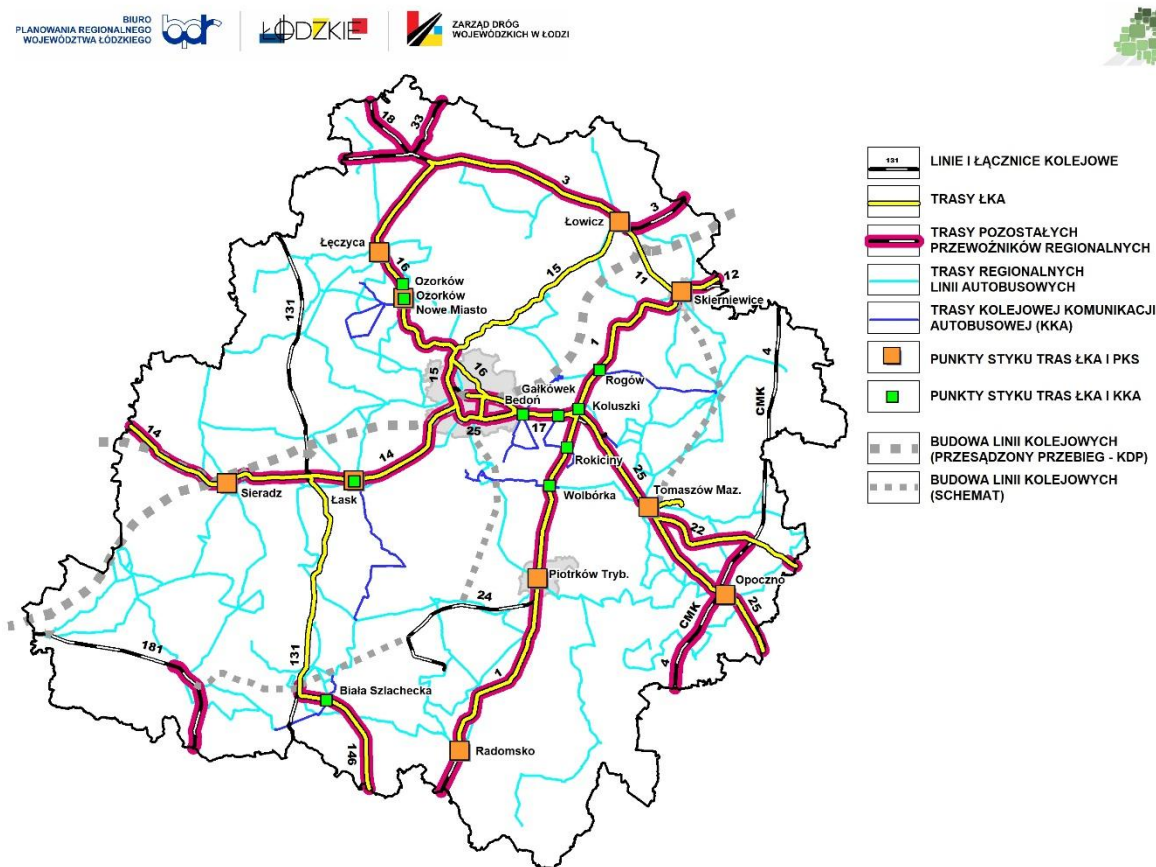 BIURO
PLANOWANIA REGIONALNEGO
WOJEWÓDZTWA ŁÓDZKIEGO
bpr
ŁÓDZKIE
ZARZĄD DRÓG
WOJEWÓDZKICH W ŁODZI
18
33
3
3
Łowicz
Łęczyca
16
15
11
12
Skierniewice
Ozorków
Ozorków
Nowe Miasto
131
1
4
15
16
Rogów
CMK
Gałkówek
Bedoń
Koluszki
25
17
14
14
Rokiciny
25
Sieradz
Łask
Wolbórka
Tomaszów Maz.
22
Piotrków Tryb.
Opoczno
24
25
CMK
181
131
4
Biała Szlachecka
1
146
Radomsko
131
LINIE I ŁĄCZNICE KOLEJOWE
TRASY ŁKA
TRASY POZOSTAŁYCH
PRZEWOŹNIKÓW REGIONALNYCH
TRASY REGIONALNYCH
LINII AUTOBUSOWYCH
TRASY KOLEJOWEJ KOMUNIKACJI
AUTOBUSOWEJ (KKA)
PUNKTY STYKU TRAS ŁKA I PKS
PUNKTY STYKU TRAS ŁKA I KKA
BUDOWA LINII KOLEJOWYCH
(PRZESĄDZONY PRZEBIEG - KDP)
BUDOWA LINII KOLEJOWYCH
(SCHEMAT)